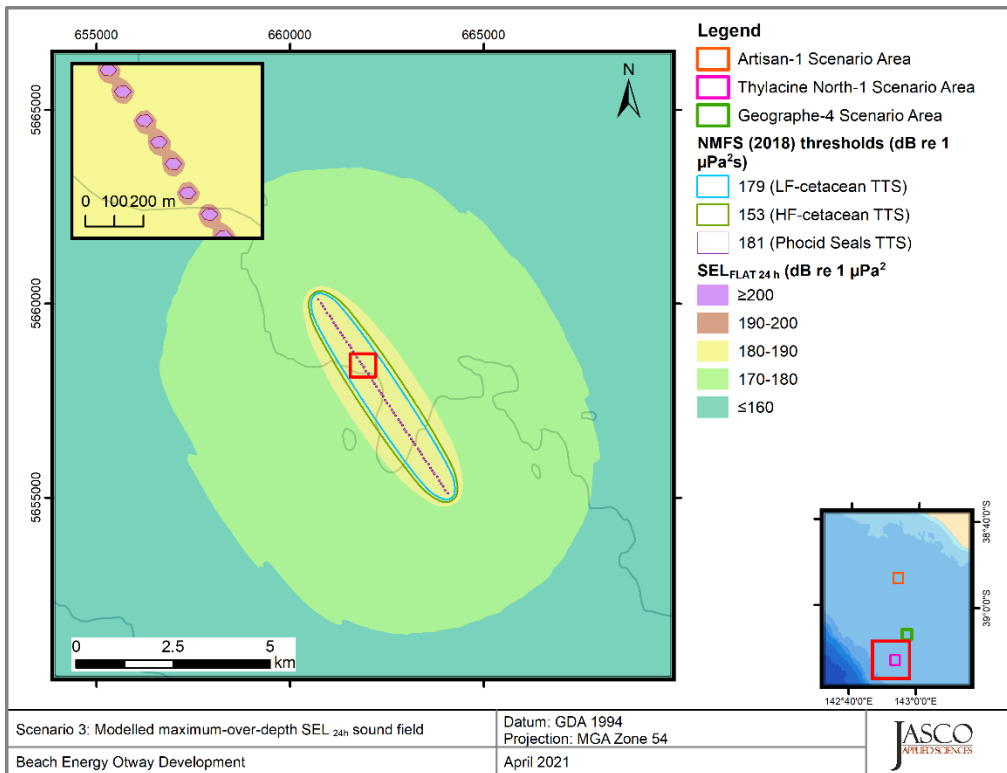 655000
660000
665000
5665000
5660000
5655000
N
0 100 200 m
0 2.5 5
km
Legend
Artisan-1 Scenario Area
Thylacine North-1 Scenario Area
Geographe-4 Scenario Area
NMFS (2018) thresholds (dB re 1
µPa²s)
179 (LF-cetacean TTS)
153 (HF-cetacean TTS)
181 (Phocid Seals TTS)
SEL FLAT 24 h (dB re 1 µPa²
≥200
190-200
180-190
170-180
≤160
38°40'0"S
39°0'0"S
142°40'0"E
143°0'0"E
Scenario 3: Modelled maximum-over-depth SEL 24h sound field
Datum: GDA 1994
Projection: MGA Zone 54
Beach Energy Otway Development
April 2021
JASCO
APPLIED SCIENCES